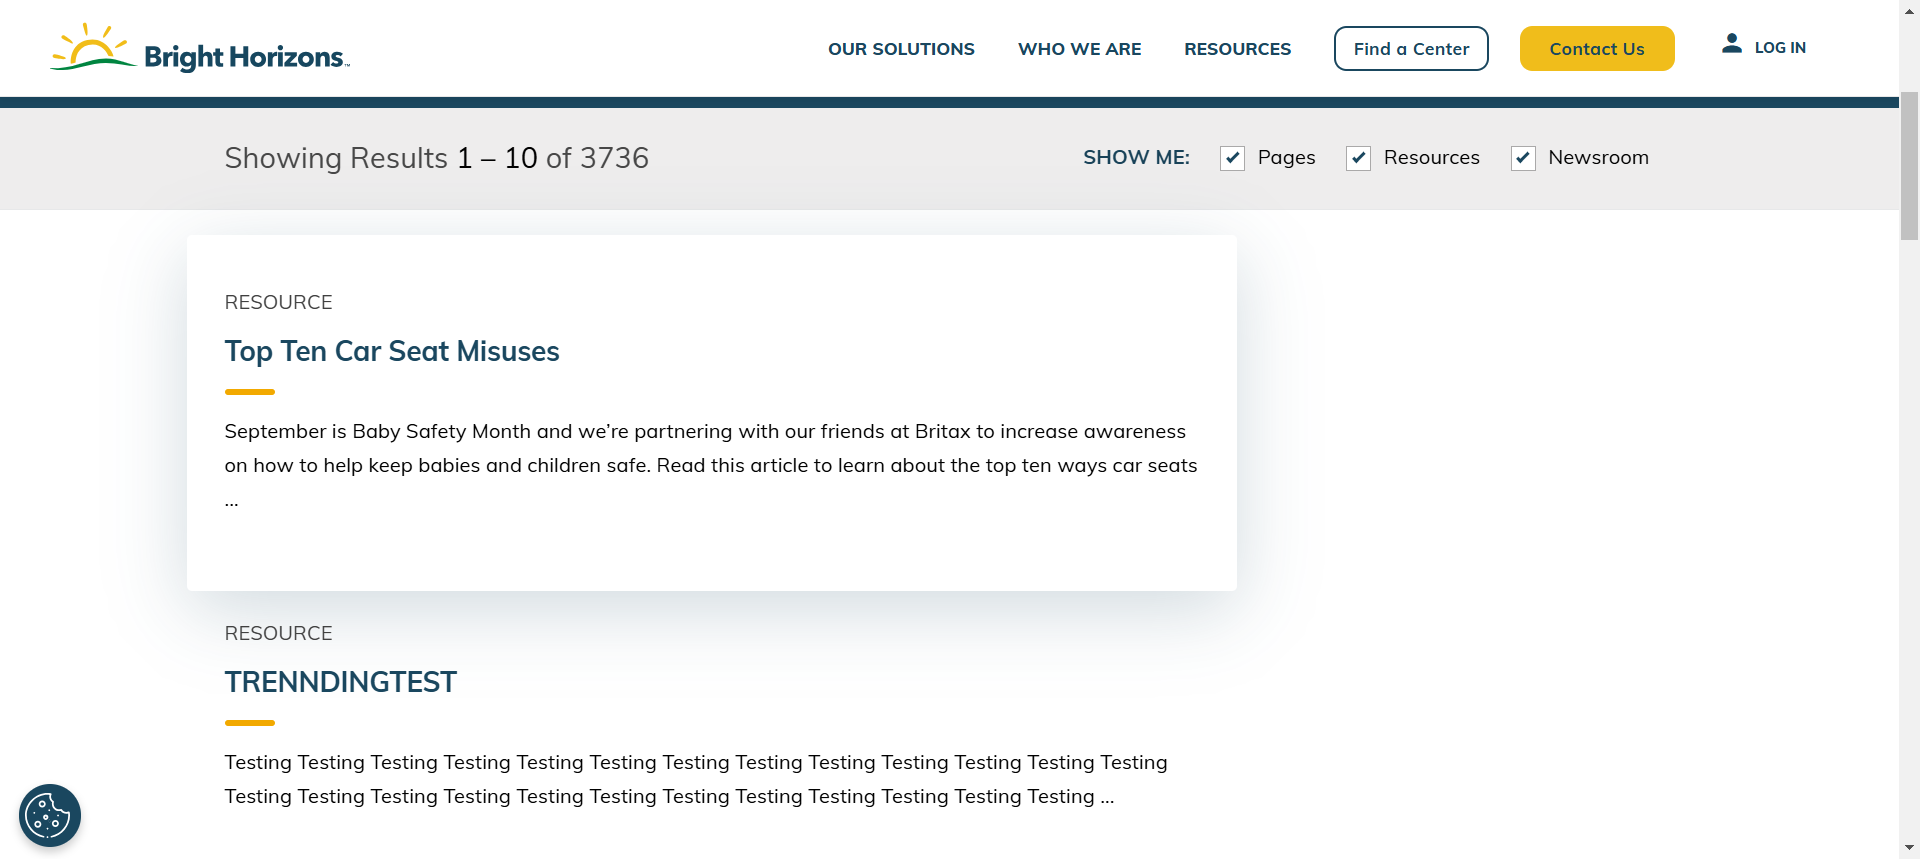 Bright Horizons™
OUR SOLUTIONS
WHO WE ARE
RESOURCES
Find a Center
Contact Us
LOG IN
Showing Results 1 – 10 of 3736
SHOW ME:
Pages
Resources
Newsroom
RESOURCE
Top Ten Car Seat Misuses
September is Baby Safety Month and we’re partnering with our friends at Britax to increase awareness
on how to help keep babies and children safe. Read this article to learn about the top ten ways car seats
...
RESOURCE
TRENNDINGTEST
Testing Testing Testing Testing Testing Testing Testing Testing Testing Testing Testing Testing Testing
Testing Testing Testing Testing Testing Testing Testing Testing Testing Testing Testing Testing ...